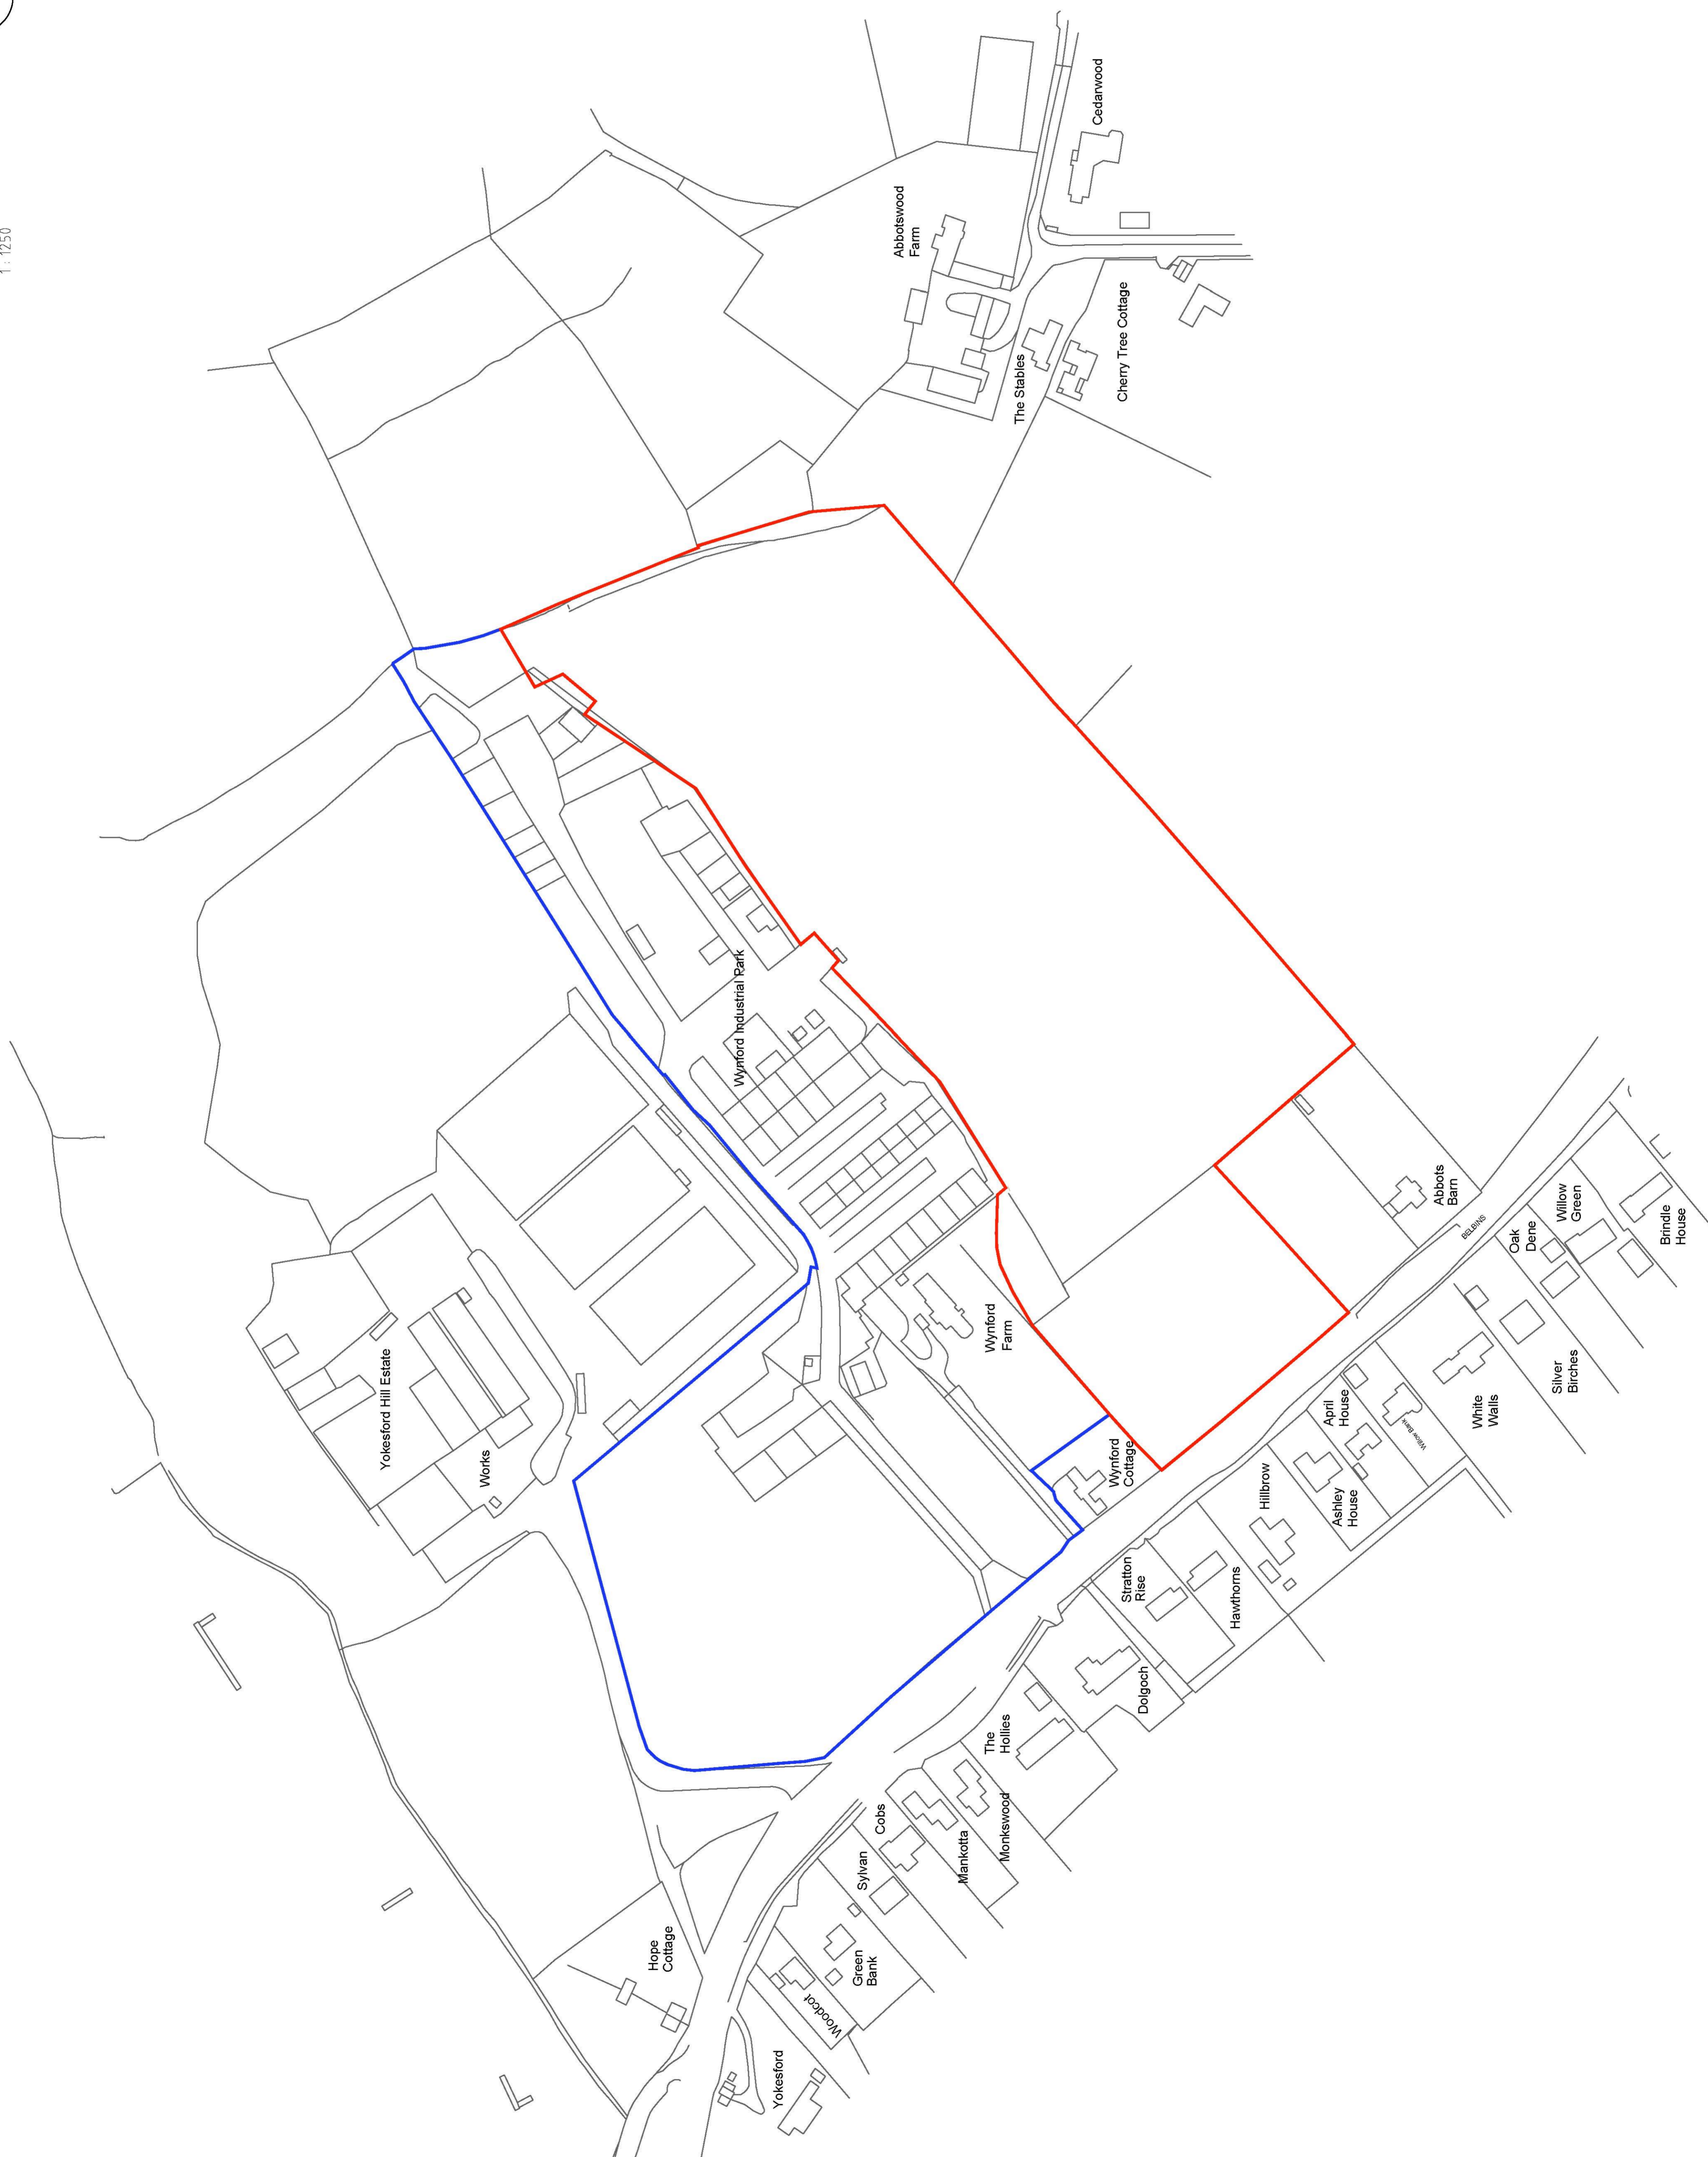 1 : 1250
Cedarwood
Abbotswood
Farm
The Stables
Cherry Tree Cottage
Wynford Industrial Park
Yokesford Hill Estate
Works
Wynford
Farm
Wynford
Cottage
Abbots
Barn
BELBINS
Willow
Green
Oak
Dene
Brindle
House
Silver
Birches
White
Walls
April
House
Willow Bank
Ashley
House
Hillbrow
Hawthorns
Stratton
Rise
Dolgoch
The
Hollies
Monkswood
Mankotta
Cobs
Sylvan
Green
Bank
Woodcot
Hope
Cottage
Yokesford